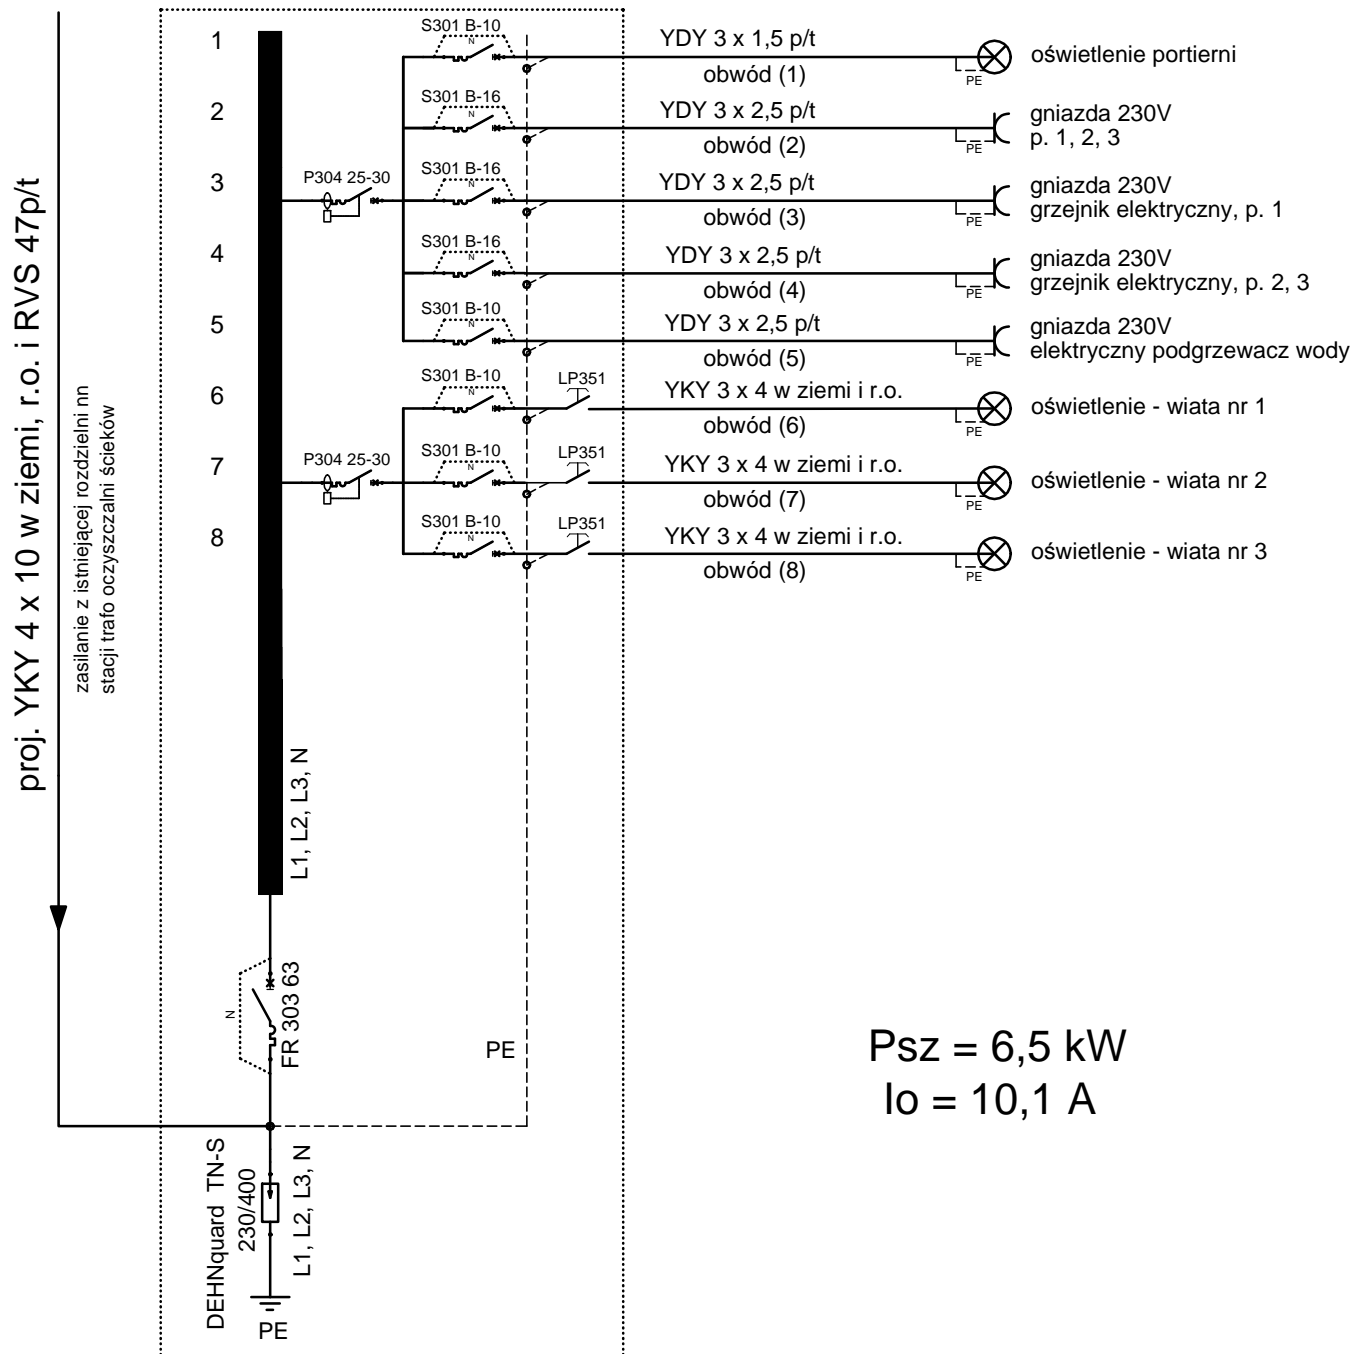 proj. YKY 4 x 10 w ziemi, r.o. i RVS 47p/t
zasilanie z istniejącej rozdzielni nn
stacji trafo oczyszczalni ścieków
1
S301 B-10
N
YDY 3 x 1,5 p/t
obwód (1)
PE
oświetlenie portierni
2
S301 B-16
N
YDY 3 x 2,5 p/t
obwód (2)
PE
gniazda 230V
p. 1, 2, 3
3
P304 25-30
S301 B-16
N
YDY 3 x 2,5 p/t
obwód (3)
PE
gniazda 230V
grzejnik elektryczny, p. 1
4
S301 B-16
N
YDY 3 x 2,5 p/t
obwód (4)
PE
gniazda 230V
grzejnik elektryczny, p. 2, 3
5
S301 B-10
N
YDY 3 x 2,5 p/t
obwód (5)
PE
gniazda 230V
elektryczny podgrzewacz wody
6
S301 B-10
N
LP351
YKY 3 x 4 w ziemi i r.o.
obwód (6)
PE
oświetlenie - wiata nr 1
7
P304 25-30
S301 B-10
N
LP351
YKY 3 x 4 w ziemi i r.o.
obwód (7)
PE
oświetlenie - wiata nr 2
8
S301 B-10
N
LP351
YKY 3 x 4 w ziemi i r.o.
obwód (8)
PE
oświetlenie - wiata nr 3
L1, L2, L3, N
N
FR 303 63
PE
Psz = 6,5 kW
Io = 10,1 A
DEHNquard TN-S
230/400
L1, L2, L3, N
PE